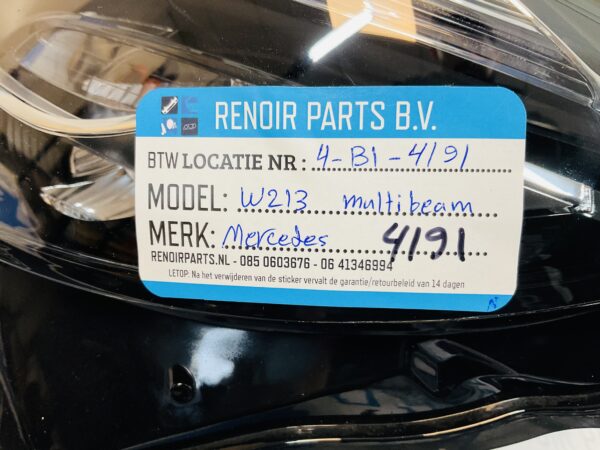 RENOIR PARTS B.V.
BTW LOCATIE NR : 4-B1-4191
MODEL: W213 multibeam
MERK: Mercedes 4191
RENOIRPARTS.NL - 085 0603676 - 06 41346994
LETOP: Na het verwijderen van de sticker vervalt de garantie/retourbeleid van 14 dagen